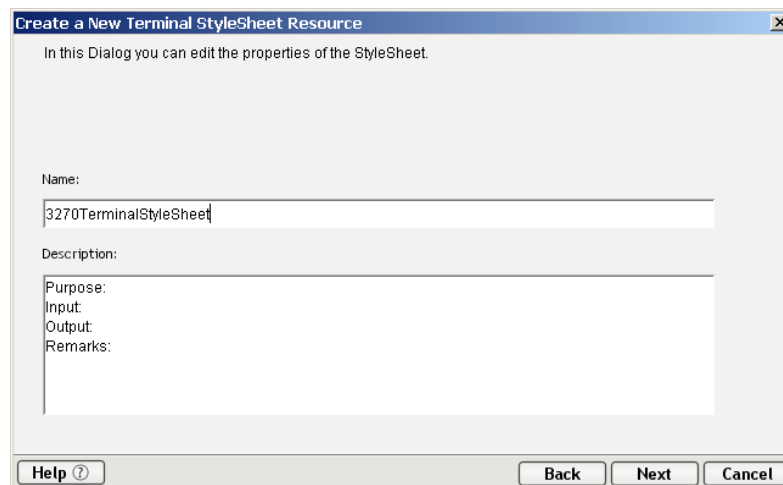 Create a New Terminal StyleSheet Resource
In this Dialog you can edit the properties of the StyleSheet.
Name:
3270TerminalStyleSheet
Description:
Purpose:
Input:
Output:
Remarks:
Help ?
Back
Next
Cancel